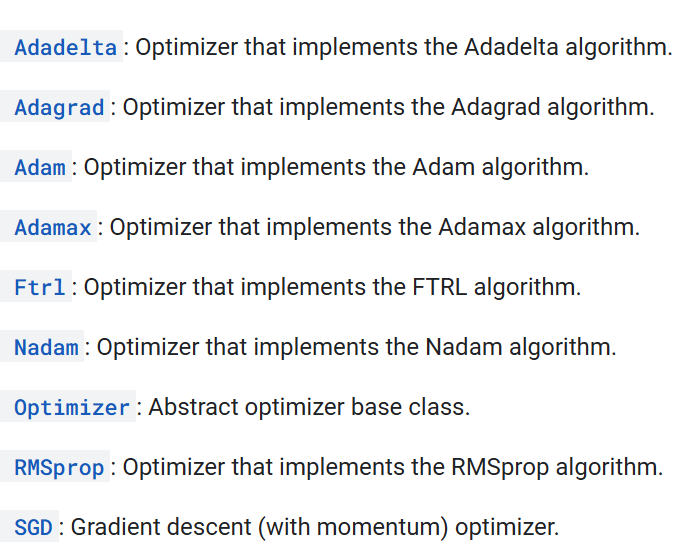 Adadelta: Optimizer that implements the Adadelta algorithm.
Adagrad: Optimizer that implements the Adagrad algorithm.
Adam: Optimizer that implements the Adam algorithm.
Adamax: Optimizer that implements the Adamax algorithm.
Ftrl: Optimizer that implements the FTRL algorithm.
Nadam: Optimizer that implements the Nadam algorithm.
Optimizer: Abstract optimizer base class.
RMSprop: Optimizer that implements the RMSprop algorithm.
SGD: Gradient descent (with momentum) optimizer.